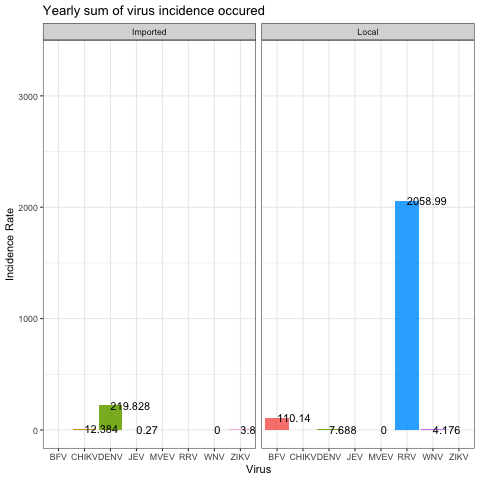 Yearly sum of virus incidence occured
Imported
Local
3000
2000
1000
0
Incidence Rate
2058.99
219.828
110.14
12.384
0.27
0
3.8
7.688
0
4.176
BFV CHIKV DENV JEV MVEV RRV WNV ZIKV
BFV CHIKV DENV JEV MVEV RRV WNV ZIKV
Virus